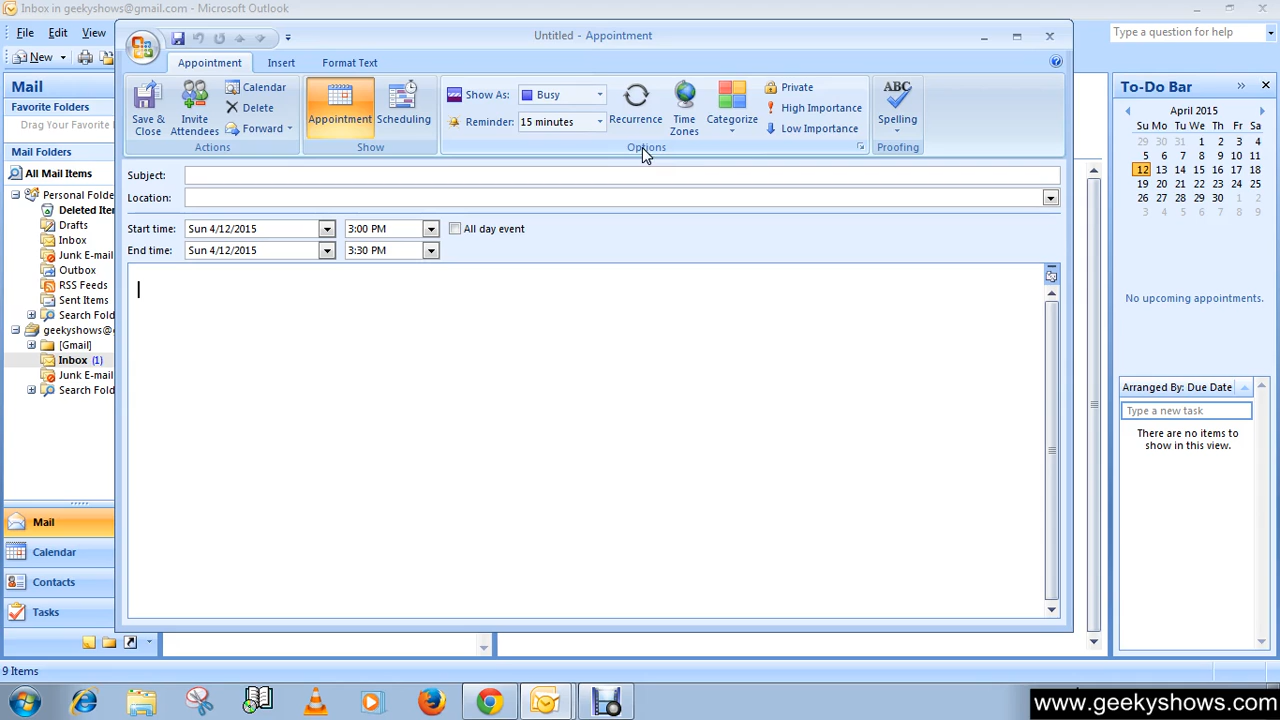 Inbox in geekyshows@gmail.com - Microsoft Outlook
File Edit View
Type a question for help
New
Untitled - Appointment
Appointment Insert Format Text
Save & Close
Invite Attendees
Calendar
Delete
Forward
Actions
Appointment
Scheduling
Show
Show As: Busy
Reminder: 15 minutes
Recurrence
Time Zones
Categorize
Private
High Importance
Low Importance
Options
ABC
Spelling
Proofing
Subject:
Location:
Start time: Sun 4/12/2015 3:00 PM All day event
End time: Sun 4/12/2015 3:30 PM
Mail
Favorite Folders
Drag Your Favorite
Mail Folders
All Mail Items
Personal Folde
Deleted Iter
Drafts
Inbox
Junk E-mail
Outbox
RSS Feeds
Sent Items
Search Fold
geekyshows@g
[Gmail]
Inbox (1)
Junk E-mail
Search Fold
Mail
Calendar
Contacts
Tasks
9 Items
To-Do Bar
April 2015
Su Mo Tu We Th Fr Sa
29 30 31 1 2 3 4
5 6 7 8 9 10 11
12 13 14 15 16 17 18
19 20 21 22 23 24 25
26 27 28 29 30 1 2
3 4 5 6 7 8 9
No upcoming appointments.
Arranged By: Due Date
Type a new task
There are no items to
show in this view.
www.geekyshows.com